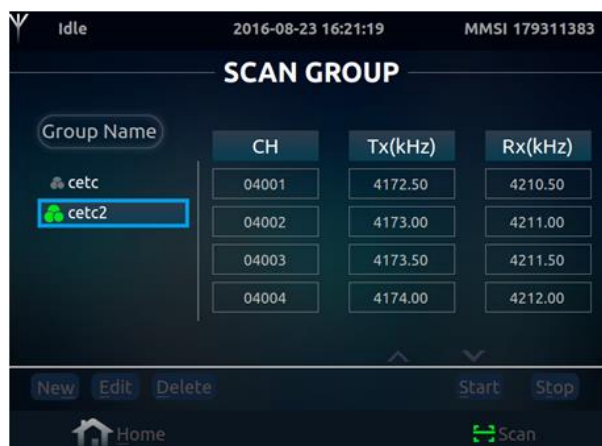 Idle 2016-08-23 16:21:19 MMSI 179311383
SCAN GROUP
Group Name
CH Tx(kHz) Rx(kHz)
cetc 04001 4172.50 4210.50
cetc2 04002 4173.00 4211.00
04003 4173.50 4211.50
04004 4174.00 4212.00
New Edit Delete Start Stop
Home Scan